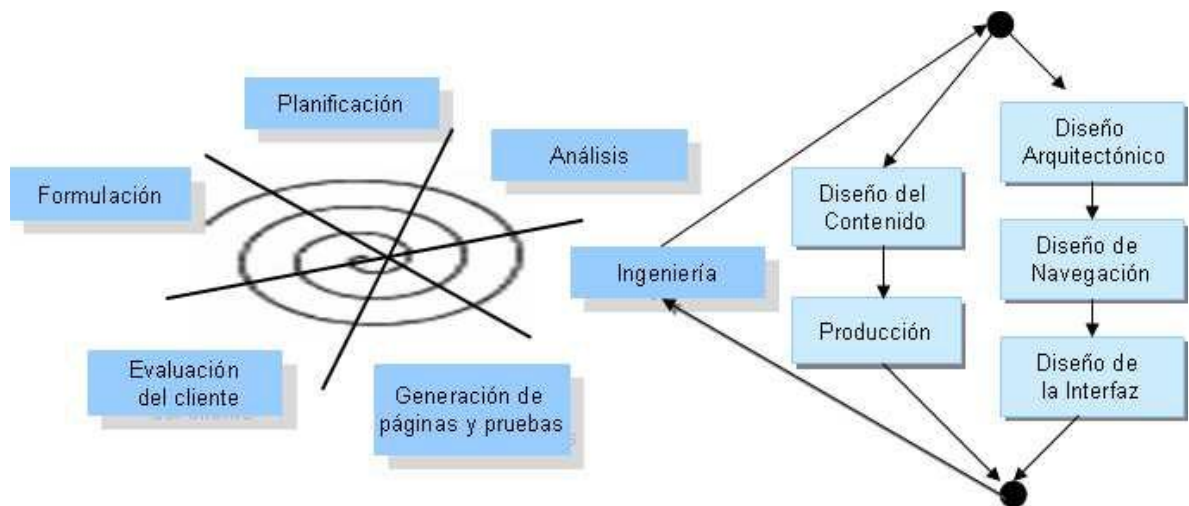 Planificación
Análisis
Formulación
Ingeniería
Evaluación
del cliente
Generación de
páginas y pruebas
Diseño del
Contenido
Producción
Diseño
Arquitectónico
Diseño de
Navegación
Diseño de
la Interfaz